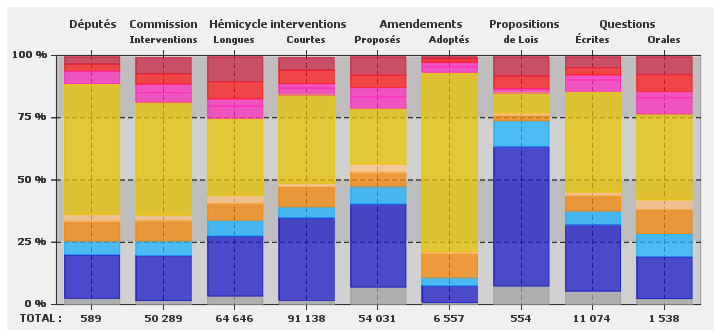 Députés Commission Hémicycle interventions Amendements Propositions Questions
Interventions Longues Courtes Proposés Adoptés de Lois Écrites Orales
100 %
75 %
50 %
25 %
0 %
TOTAL : 589 50 289 64 646 91 138 54 031 6 557 554 11 074 1 538